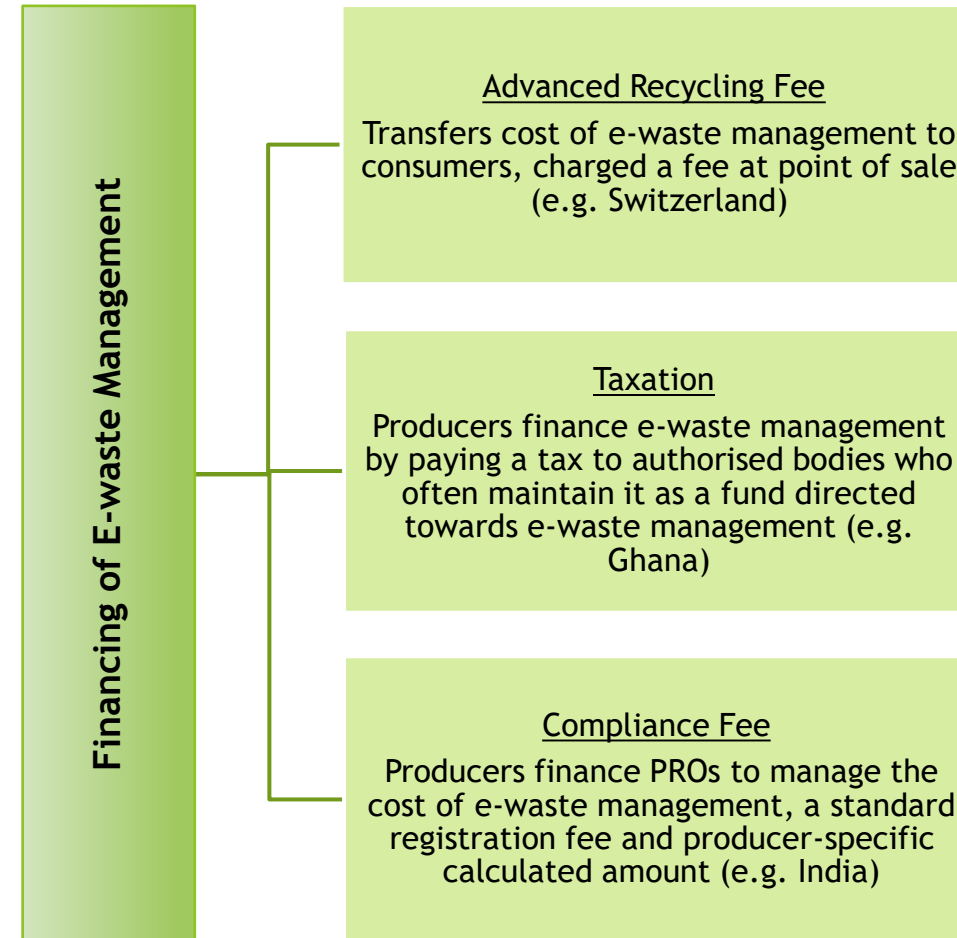 Financing of E-waste Management
Advanced Recycling Fee
Transfers cost of e-waste management to
consumers, charged a fee at point of sale
(e.g. Switzerland)
Taxation
Producers finance e-waste management
by paying a tax to authorised bodies who
often maintain it as a fund directed
towards e-waste management (e.g.
Ghana)
Compliance Fee
Producers finance PROs to manage the
cost of e-waste management, a standard
registration fee and producer-specific
calculated amount (e.g. India)